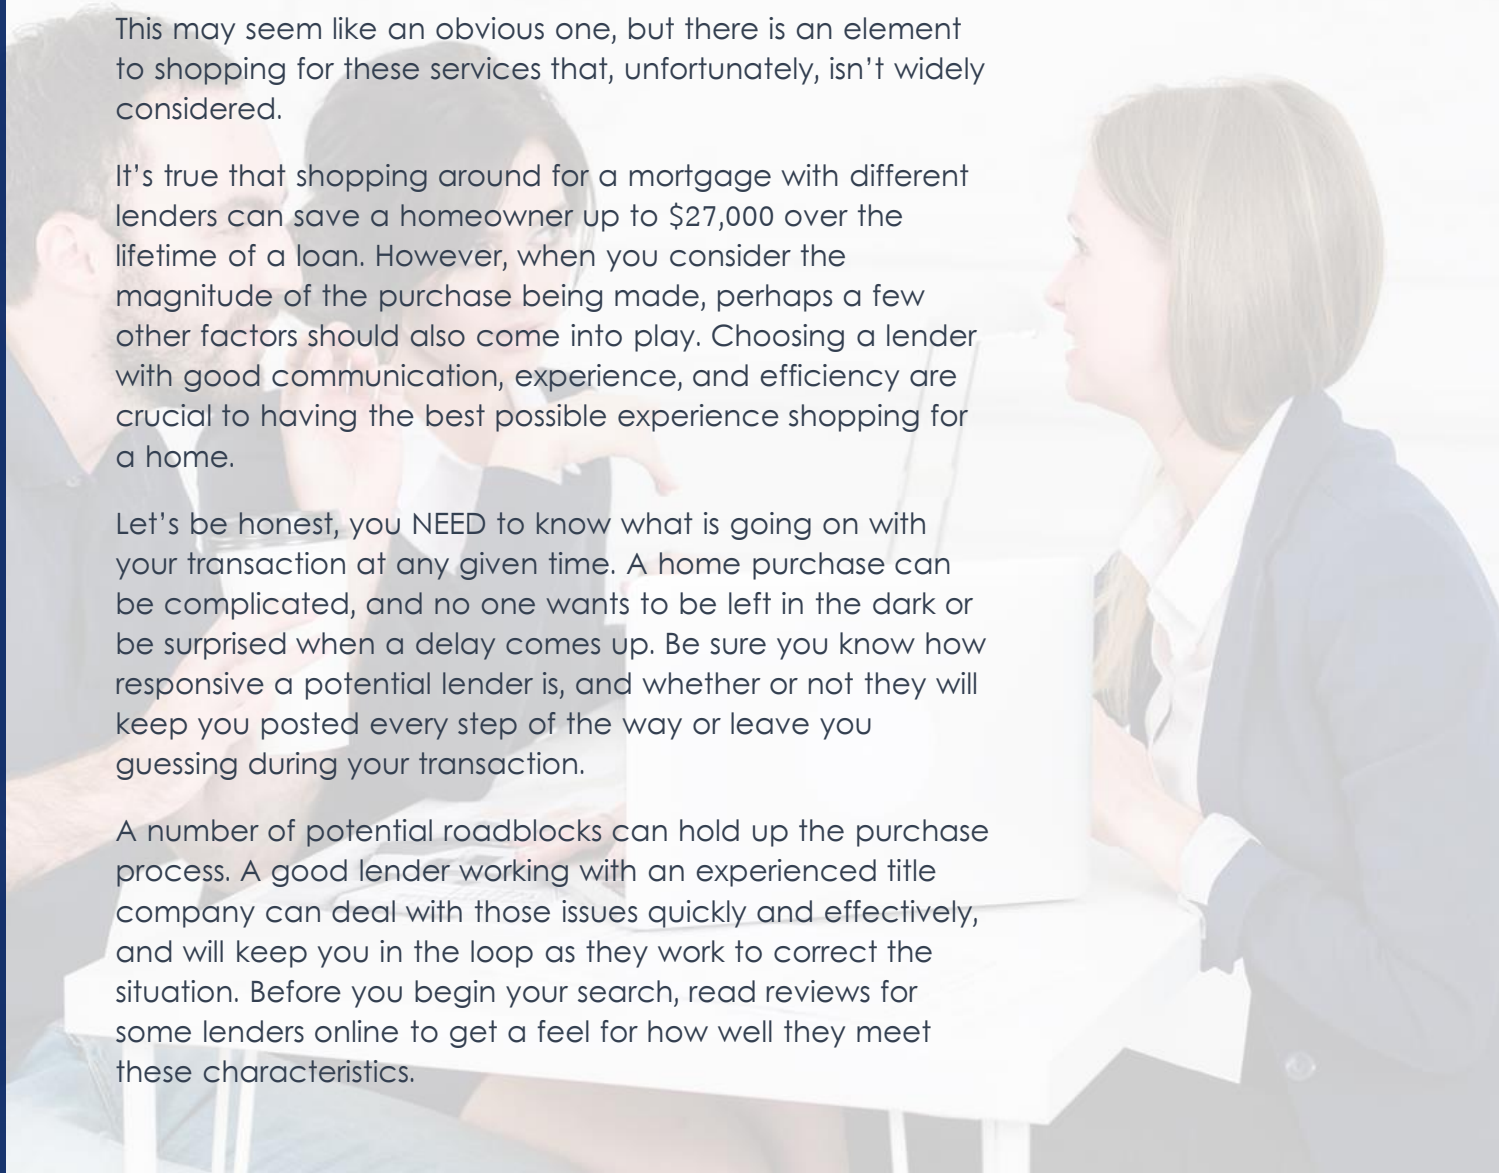 This may seem like an obvious one, but there is an element
to shopping for these services that, unfortunately, isn’t widely
considered.
It’s true that shopping around for a mortgage with different
lenders can save a homeowner up to $27,000 over the
lifetime of a loan. However, when you consider the
magnitude of the purchase being made, perhaps a few
other factors should also come into play. Choosing a lender
with good communication, experience, and efficiency are
crucial to having the best possible experience shopping for
a home.
Let’s be honest, you NEED to know what is going on with
your transaction at any given time. A home purchase can
be complicated, and no one wants to be left in the dark or
be surprised when a delay comes up. Be sure you know how
responsive a potential lender is, and whether or not they will
keep you posted every step of the way or leave you
guessing during your transaction.
A number of potential roadblocks can hold up the purchase
process. A good lender working with an experienced title
company can deal with those issues quickly and effectively,
and will keep you in the loop as they work to correct the
situation. Before you begin your search, read reviews for
some lenders online to get a feel for how well they meet
these characteristics.